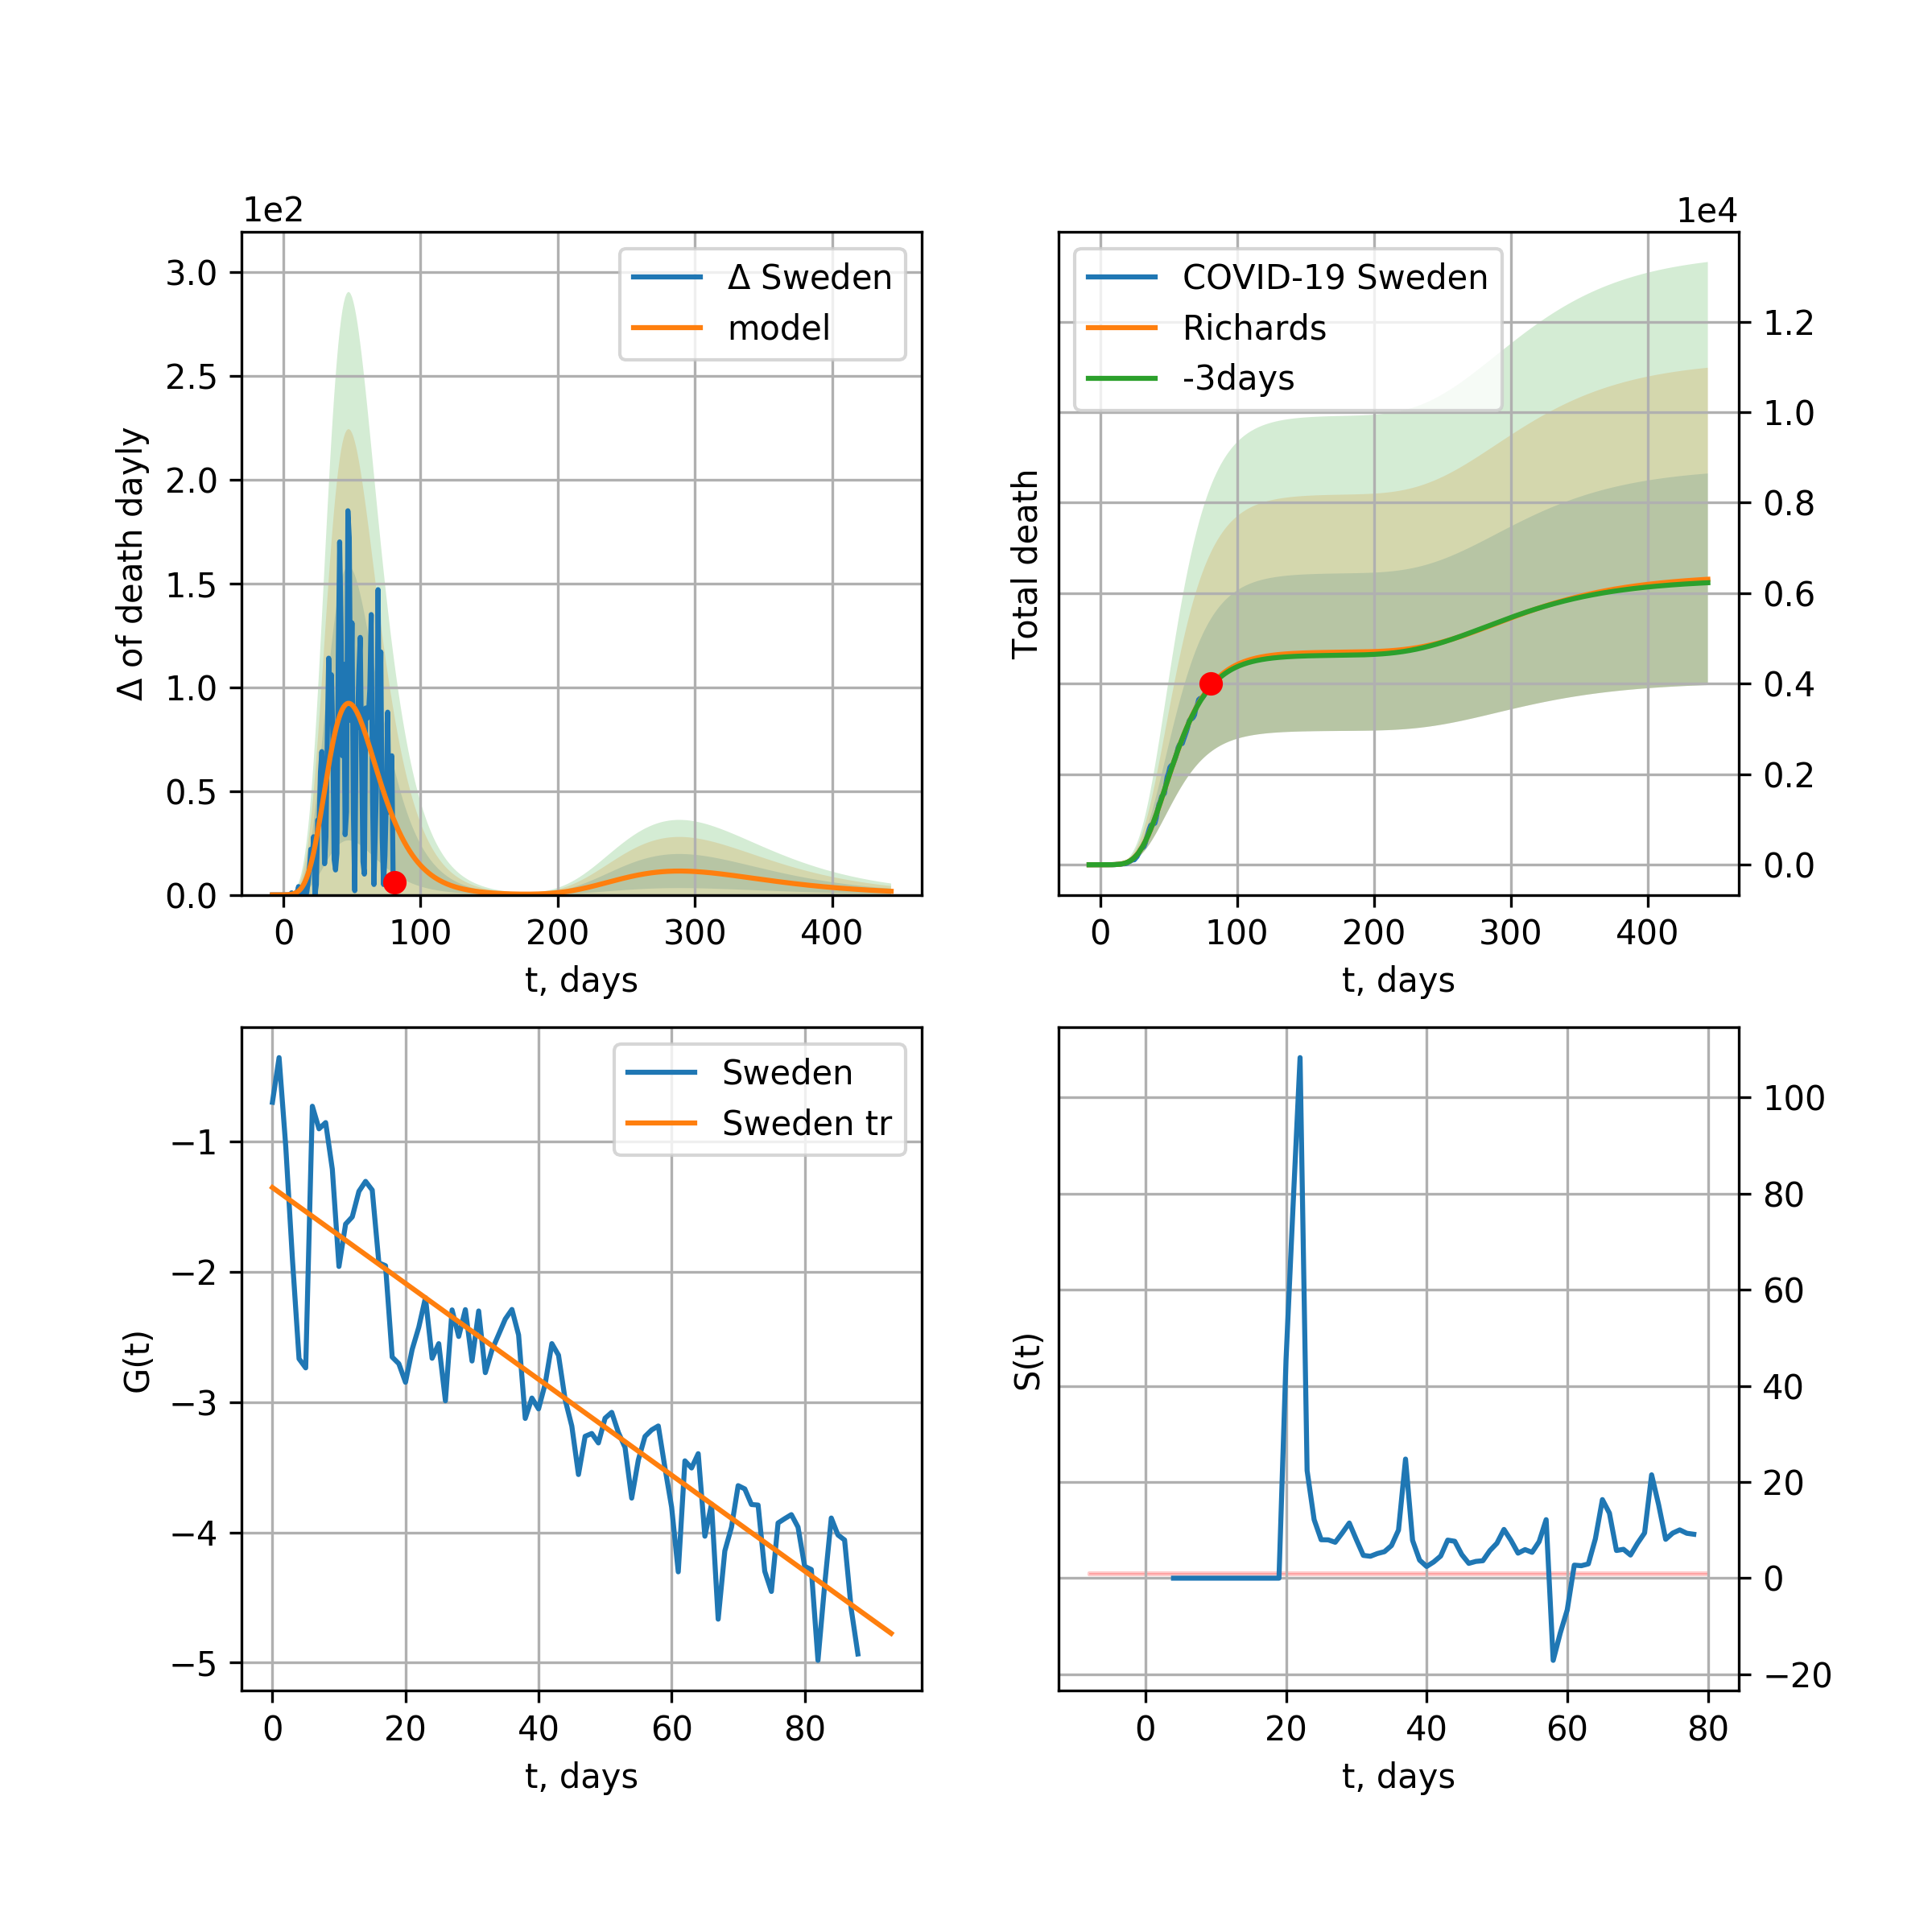 1e2
3.0
2.5
2.0
1.5
1.0
0.5
0.0
Δ of death dayly
Δ Sweden
model
0 100 200 300 400
t, days
1e4
COVID-19 Sweden
Richards
-3days
Total death
1.2
1.0
0.8
0.6
0.4
0.2
0.0
0 100 200 300 400
t, days
Sweden
Sweden tr
G(t)
−1
−2
−3
−4
−5
0 20 40 60 80
t, days
S(t)
100
80
60
40
20
0
−20
0 20 40 60 80
t, days